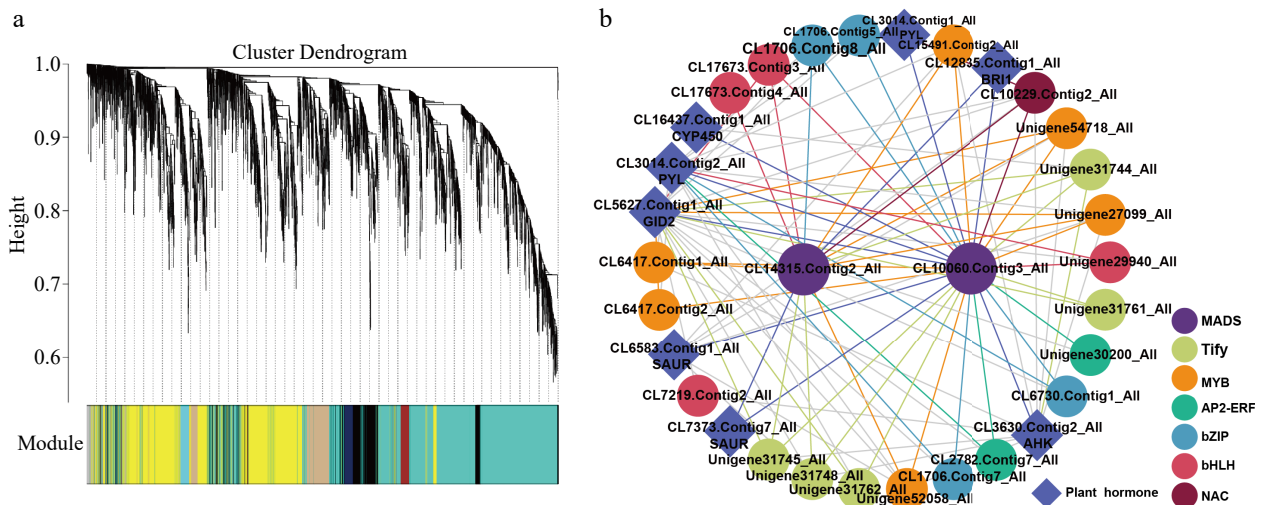 a
Cluster Dendrogram
Height
1.0
0.9
0.8
0.7
0.6
Module
b
CL3014.Contig1_All
PYL
CL1706.Contig5_All
CL15491.Contig2_All
CL1706.Contig8_All
CL12835.Contig1_All
BRI1
CL17673.Contig3_All
CL10229.Contig2_All
CL17673.Contig4_All
CL16437.Contig1_All
CYP450
Unigene54718_All
CL3014.Contig2_All
PYL
Unigene31744_All
CL5627.Contig1_All
GID2
Unigene27099_All
CL6417.Contig1_All
CL14315.Contig2_All
CL10060.Contig3_All
Unigene29940_All
CL6417.Contig2_All
Unigene31761_All
CL6583.Contig1_All
SAUR
Unigene30200_All
CL7219.Contig2_All
CL6730.Contig1_All
CL7373.Contig7_All
SAUR
CL3630.Contig2_All
AHK
Unigene31745_All
CL2782.Contig7_All
Unigene31748_All
CL1706.Contig7_All
Unigene31762_All
Unigene52058_All
MADS
Tify
MYB
AP2-ERF
bZIP
bHLH
NAC
Plant hormone